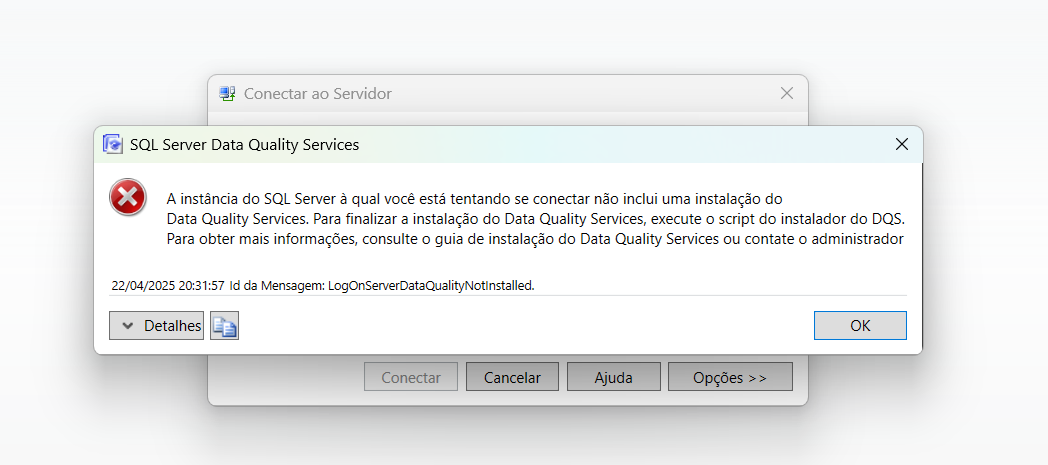 Conectar ao Servidor
SQL Server Data Quality Services
A instância do SQL Server à qual você está tentando se conectar não inclui uma instalação do
Data Quality Services. Para finalizar a instalação do Data Quality Services, execute o script do instalador do DQS.
Para obter mais informações, consulte o guia de instalação do Data Quality Services ou contate o administrador
22/04/2025 20:31:57 Id da Mensagem: LogOnServerDataQualityNotInstalled.
Detalhes OK
Conectar Cancelar Ajuda Opções >>